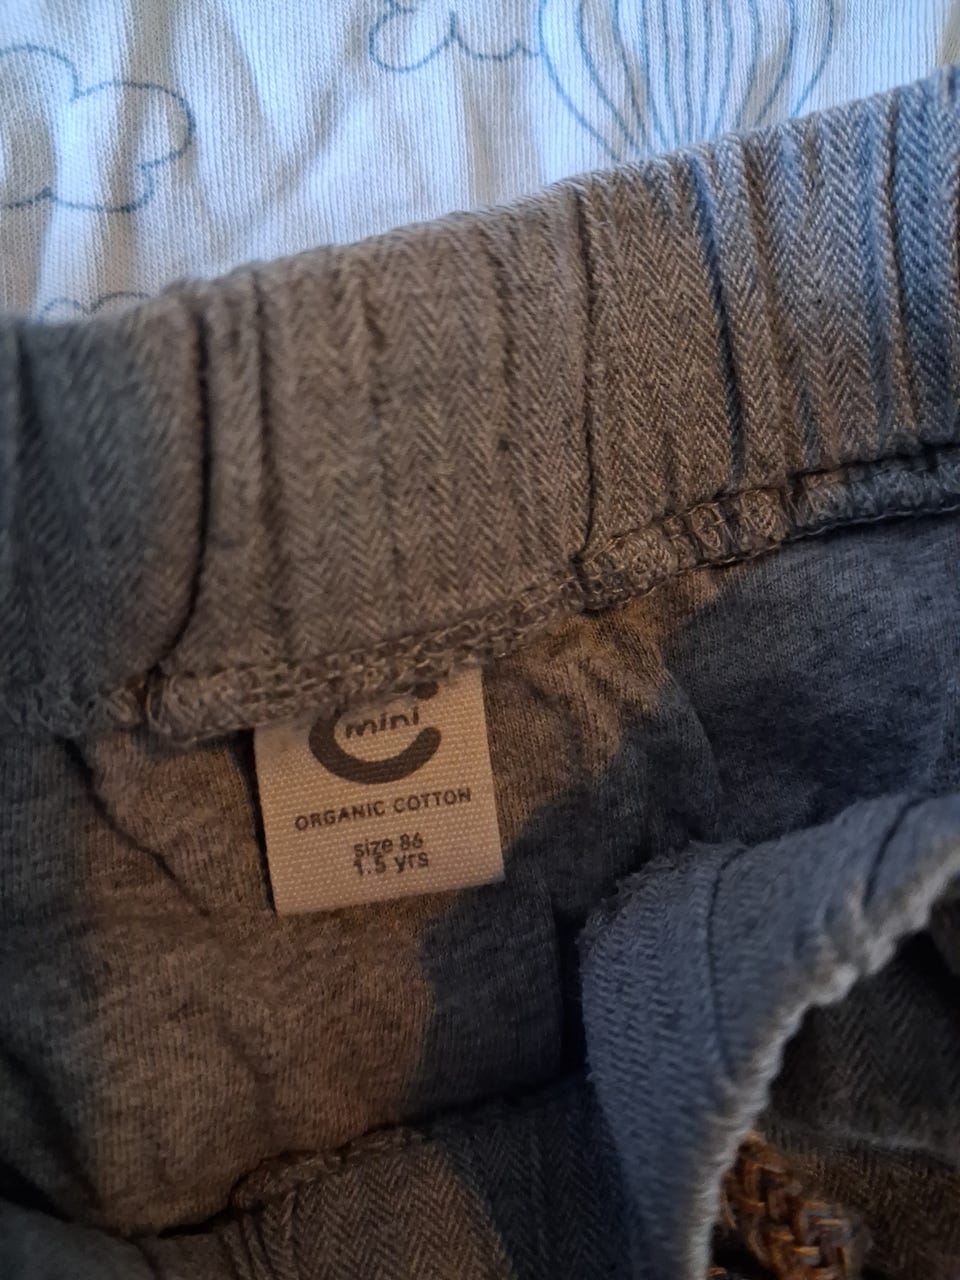 mini
ORGANIC COTTON
size 86
1.5 yrs